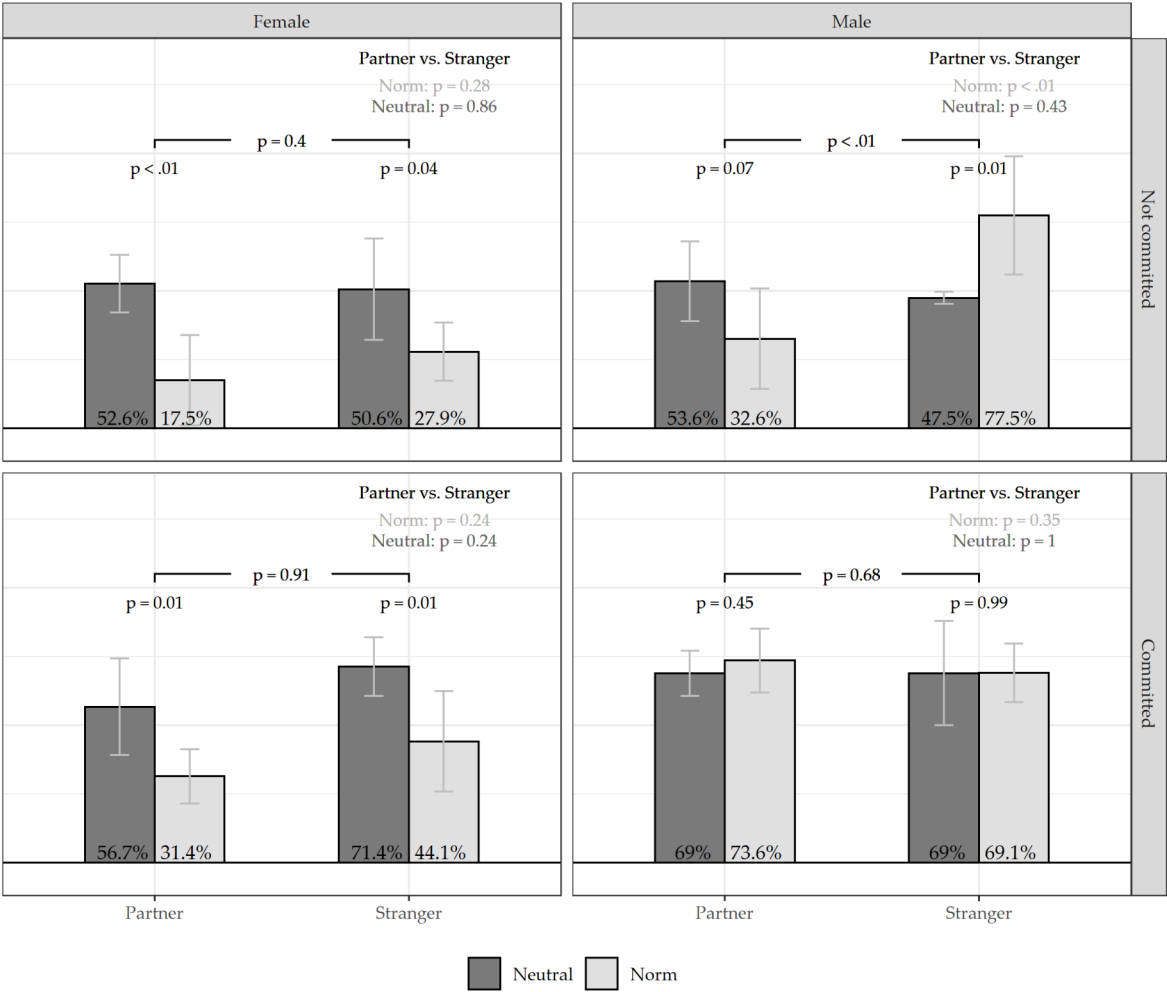 Female
Male
Partner vs. Stranger
Norm: p = 0.28
Neutral: p = 0.86
p = 0.4
p < .01
p = 0.04
52.6%
17.5%
50.6%
27.9%
Partner vs. Stranger
Norm: p < .01
Neutral: p = 0.43
p < .01
p = 0.07
p = 0.01
53.6%
32.6%
47.5%
77.5%
Not committed
Partner vs. Stranger
Norm: p = 0.24
Neutral: p = 0.24
p = 0.91
p = 0.01
p = 0.01
56.7%
31.4%
71.4%
44.1%
Partner vs. Stranger
Norm: p = 0.35
Neutral: p = 1
p = 0.68
p = 0.45
p = 0.99
69%
73.6%
69%
69.1%
Committed
Partner
Stranger
Partner
Stranger
Neutral
Norm